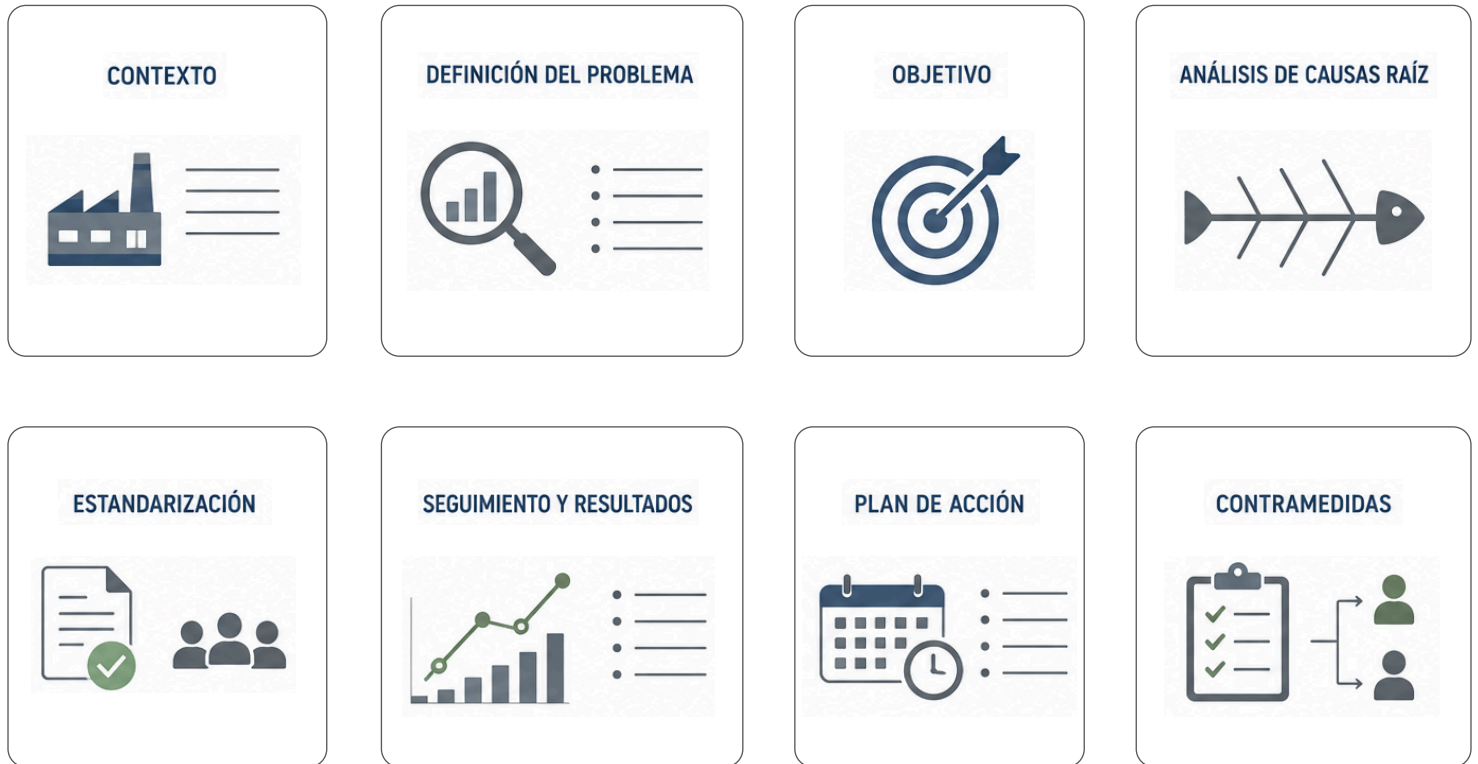 CONTEXTO
DEFINICIÓN DEL PROBLEMA
OBJETIVO
ANÁLISIS DE CAUSAS RAÍZ
ESTANDARIZACIÓN
SEGUIMIENTO Y RESULTADOS
PLAN DE ACCIÓN
CONTRAMEDIDAS